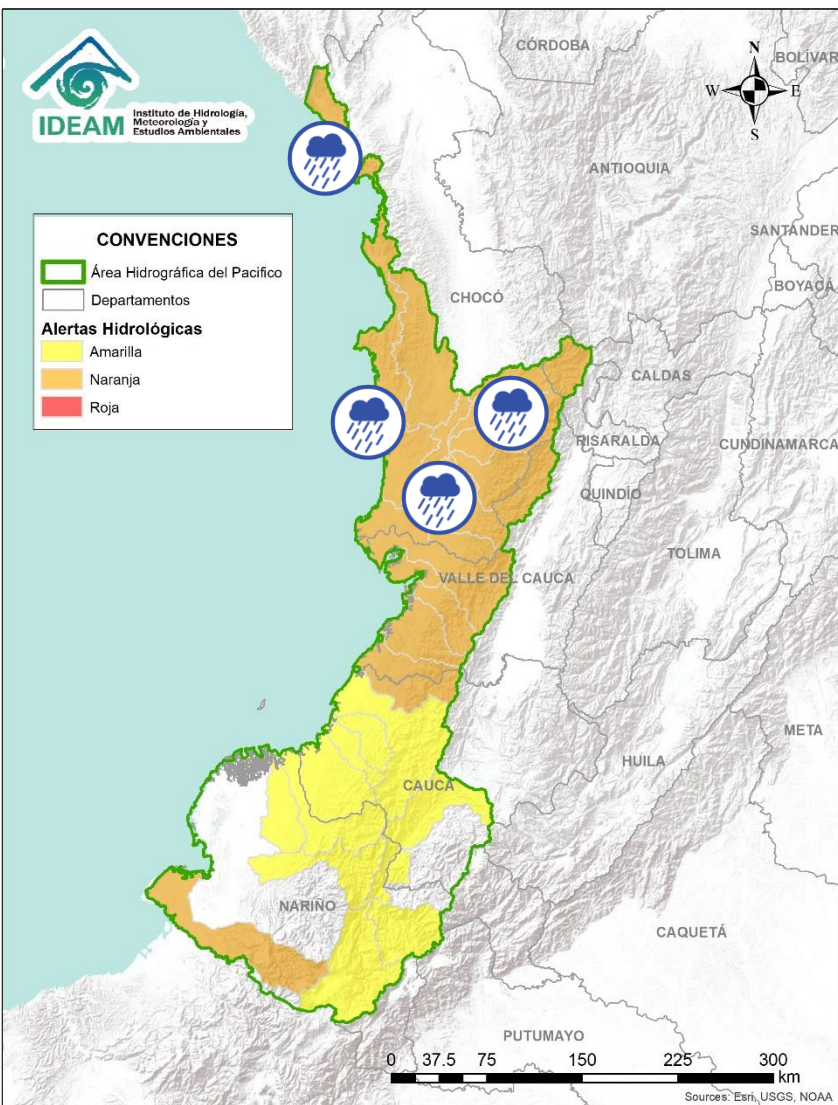 IDEAM
Instituto de Hidrología,
Meteorología y
Estudios Ambientales
N
W
E
S
CÓRDOBA
BOLÍVAR
ANTIOQUIA
SANTANDER
BOYACÁ
CHOCÓ
CALDAS
RISARALDA
CUNDINAMARCA
QUINDÍO
TOLIMA
VALLE DEL CAUCA
META
HUILA
CAUCA
NARIÑO
CAQUETÁ
PUTUMAYO
CONVENCIONES
Área Hidrográfica del Pacifico
Departamentos
Alertas Hidrológicas
Amarilla
Naranja
Roja
0 37.5 75 150 225 300
km
Sources: Esri, USGS, NOAA